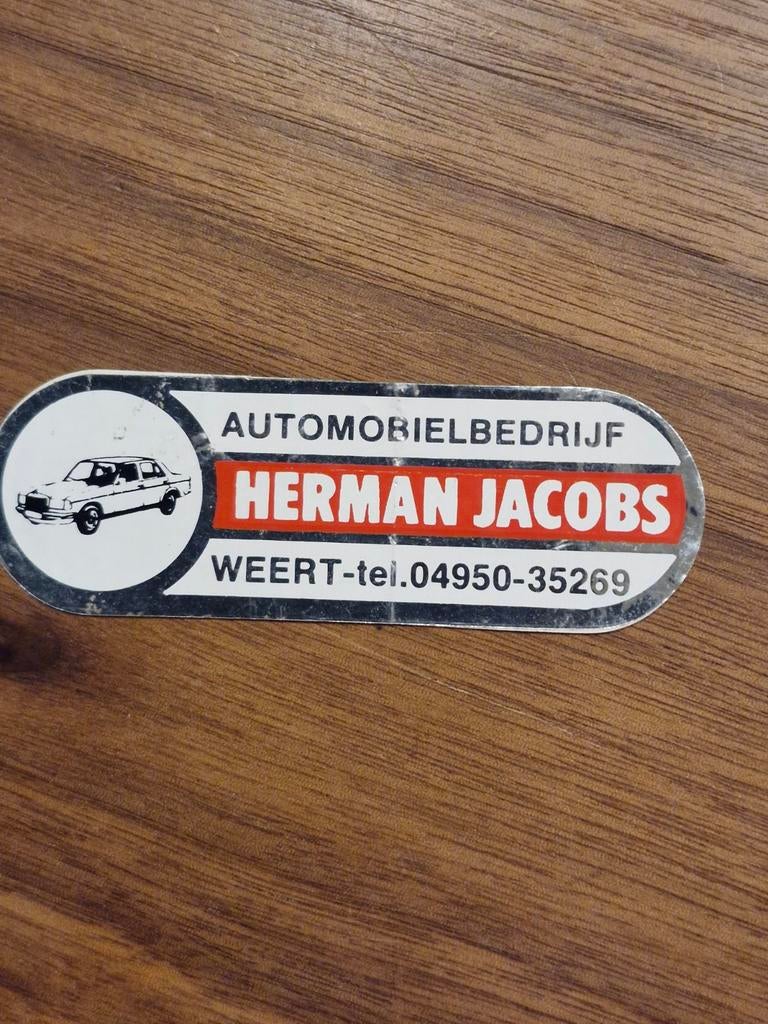 AUTOMOBIELBEDRIJF
HERMAN JACOBS
WEERT-tel.04950-35269